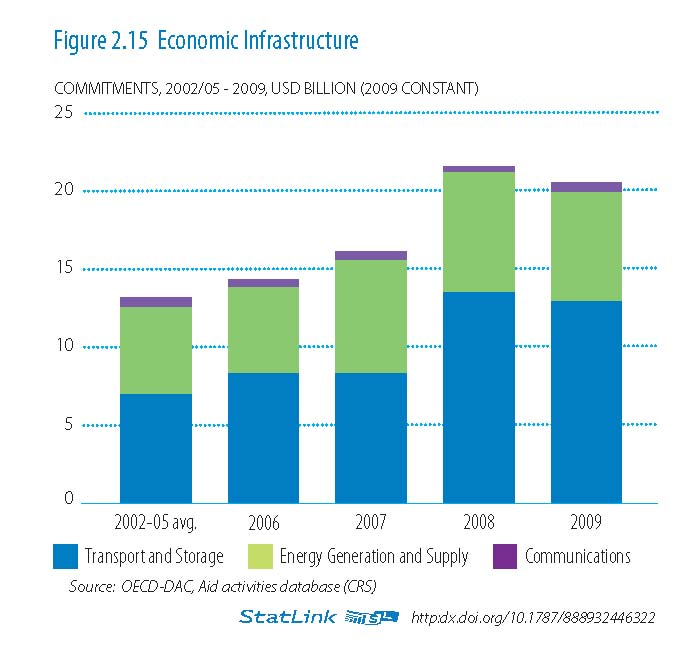 Figure 2.15 Economic Infrastructure
COMMITMENTS, 2002/05 - 2009, USD BILLION (2009 CONSTANT)
25
20
15
10
5
0
2002-05 avg. 2006 2007 2008 2009
Transport and Storage Energy Generation and Supply Communications
Source: OECD-DAC, Aid activities database (CRS)
StatLink http:dx.doi.org/10.1787/888932446322